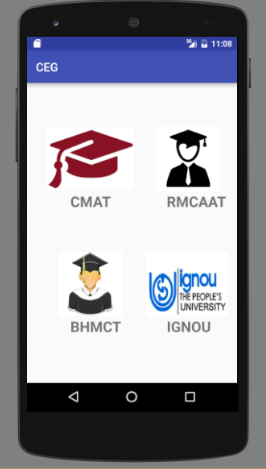 11:08
CEG
CMAT
RMCAAT
ignou
THE PEOPLE'S
UNIVERSITY
BHMCT
IGNOU